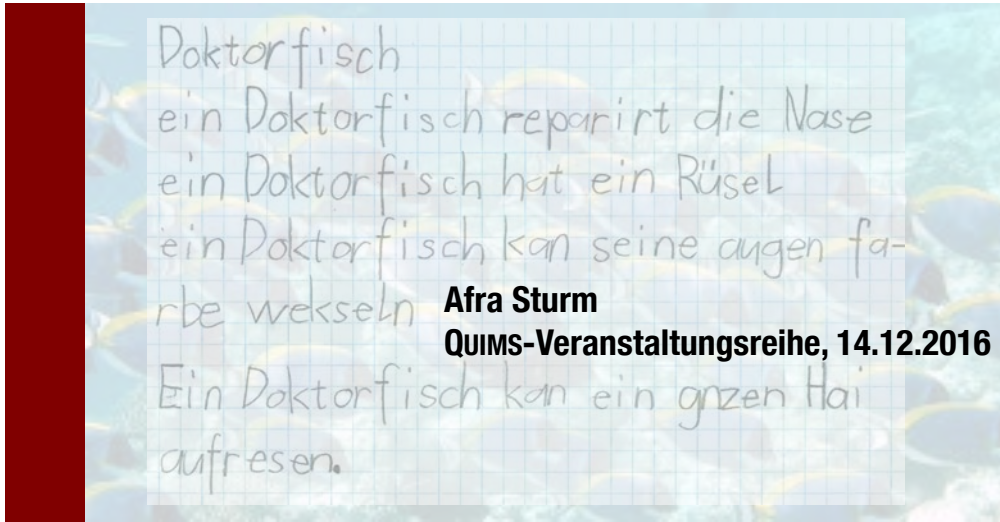 Doktorfisch
ein Doktorfisch reparirt die Nase
ein Doktorfisch hat ein Rüsel
ein Doktorfisch kan seine augen fa-
rbe wekseln
Afra Sturm
QUIMS-Veranstaltungsreihe, 14.12.2016
Ein Doktorfisch kan ein gnzen Hai
aufresen.